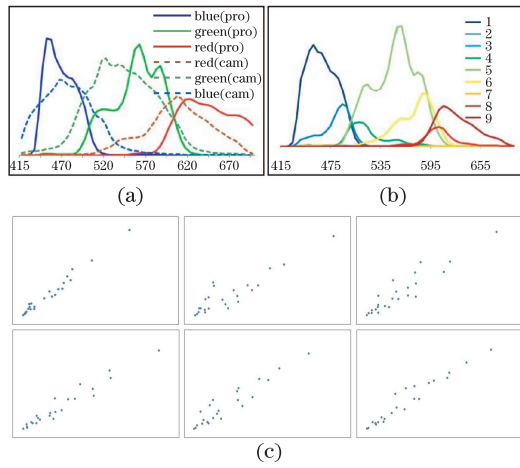 blue(pro)
green(pro)
red(pro)
red(cam)
green(cam)
blue(cam)
415 470 520 570 620 670
(a)
1
2
3
4
5
6
7
8
9
415 475 535 595 655
(b)
(c)